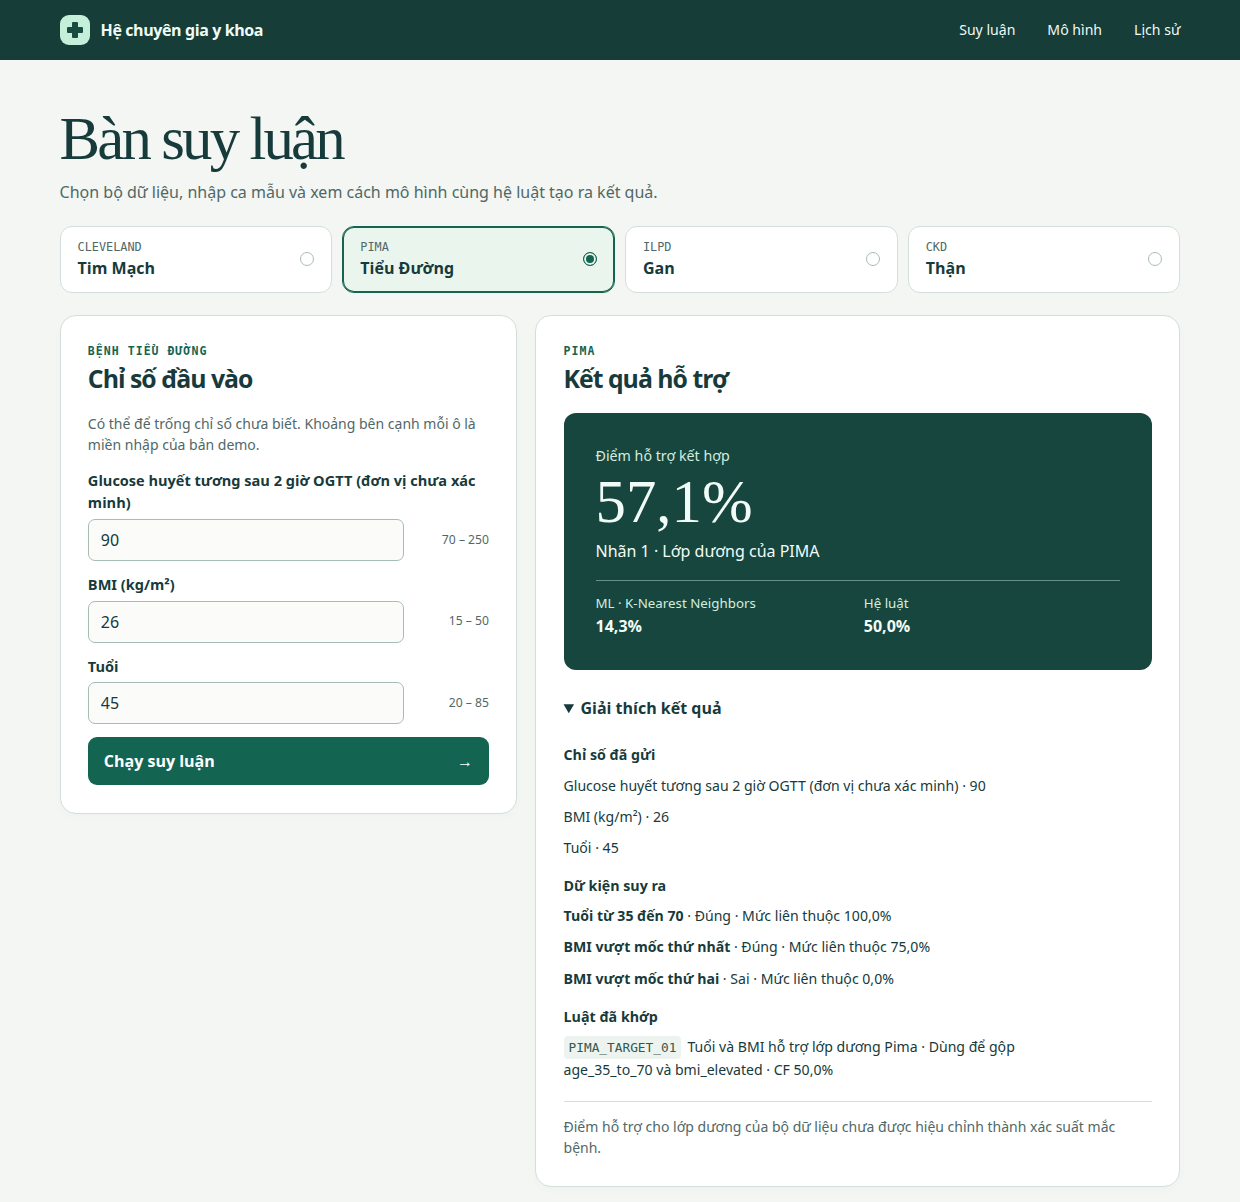 Hệ chuyên gia y khoa
Suy luận
Mô hình
Lịch sử
Bàn suy luận
Chọn bộ dữ liệu, nhập ca mẫu và xem cách mô hình cùng hệ luật tạo ra kết quả.
CLEVELAND
Tim Mạch
PIMA
Tiểu Đường
ILPD
Gan
CKD
Thận
BỆNH TIỂU ĐƯỜNG
Chỉ số đầu vào
Có thể để trống chỉ số chưa biết. Khoảng bên cạnh mỗi ô là
miền nhập của bản demo.
Glucose huyết tương sau 2 giờ OGTT (đơn vị chưa xác
minh)
90
70 – 250
BMI (kg/m²)
26
15 – 50
Tuổi
45
20 – 85
Chạy suy luận →
PIMA
Kết quả hỗ trợ
Điểm hỗ trợ kết hợp
57,1%
Nhãn 1 · Lớp dương của PIMA
ML · K-Nearest Neighbors
14,3%
Hệ luật
50,0%
▼ Giải thích kết quả
Chỉ số đã gửi
Glucose huyết tương sau 2 giờ OGTT (đơn vị chưa xác minh) · 90
BMI (kg/m²) · 26
Tuổi · 45
Dữ kiện suy ra
Tuổi từ 35 đến 70 · Đúng · Mức liên thuộc 100,0%
BMI vượt mốc thứ nhất · Đúng · Mức liên thuộc 75,0%
BMI vượt mốc thứ hai · Sai · Mức liên thuộc 0,0%
Luật đã khớp
PIMA_TARGET_01 Tuổi và BMI hỗ trợ lớp dương Pima · Dùng để gộp
age_35_to_70 và bmi_elevated · CF 50,0%
Điểm hỗ trợ cho lớp dương của bộ dữ liệu chưa được hiệu chỉnh thành xác suất mắc
bệnh.